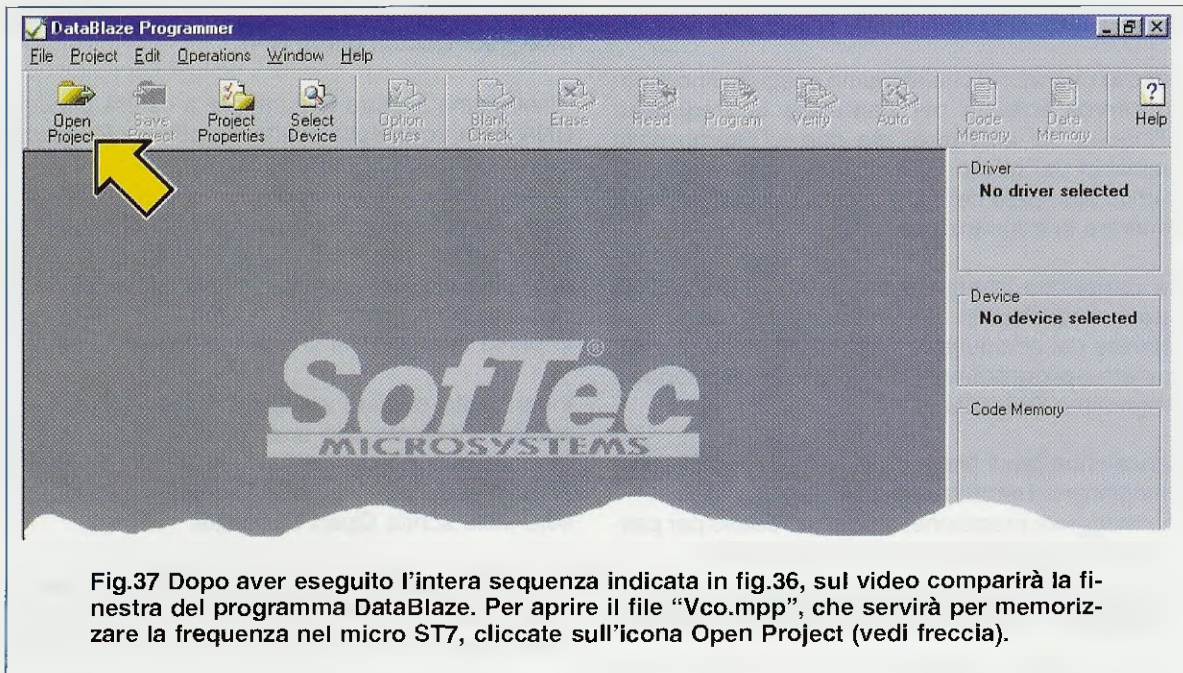 DataBlaze Programmer
File Project Edit Operations Window Help
Open Project
Save Project
Project Properties
Select Device
Option Bytes
Blank Check
Erase
Read
Program
Verify
Auto
Code Memory
Data Memory
Help
Driver
No driver selected
Device
No device selected
Code Memory
SofTec®
MICROSYSTEMS
Fig.37 Dopo aver eseguito l'intera sequenza indicata in fig.36, sul video comparirà la fi-
nestra del programma DataBlaze. Per aprire il file “Vco.mpp”, che servirà per memoriz-
zare la frequenza nel micro ST7, cliccate sull'icona Open Project (vedi freccia).